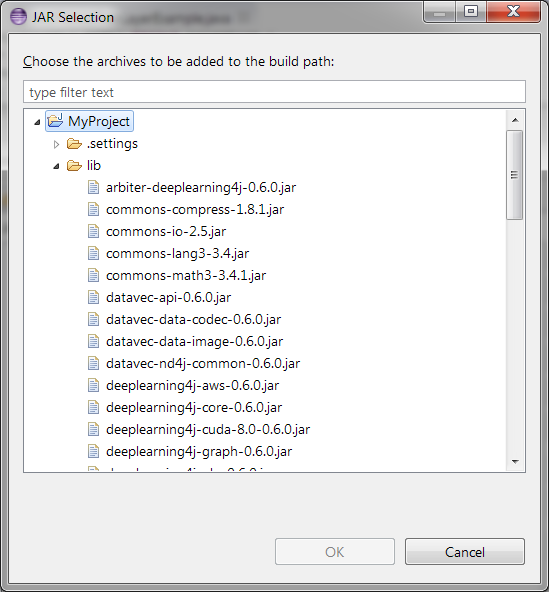 JAR Selection
Choose the archives to be added to the build path:
type filter text
MyProject
.settings
lib
arbiter-deeplearning4j-0.6.0.jar
commons-compress-1.8.1.jar
commons-io-2.5.jar
commons-lang3-3.4.jar
commons-math3-3.4.1.jar
datavec-api-0.6.0.jar
datavec-data-codec-0.6.0.jar
datavec-data-image-0.6.0.jar
datavec-nd4j-common-0.6.0.jar
deeplearning4j-aws-0.6.0.jar
deeplearning4j-core-0.6.0.jar
deeplearning4j-cuda-8.0-0.6.0.jar
deeplearning4j-graph-0.6.0.jar
OK Cancel